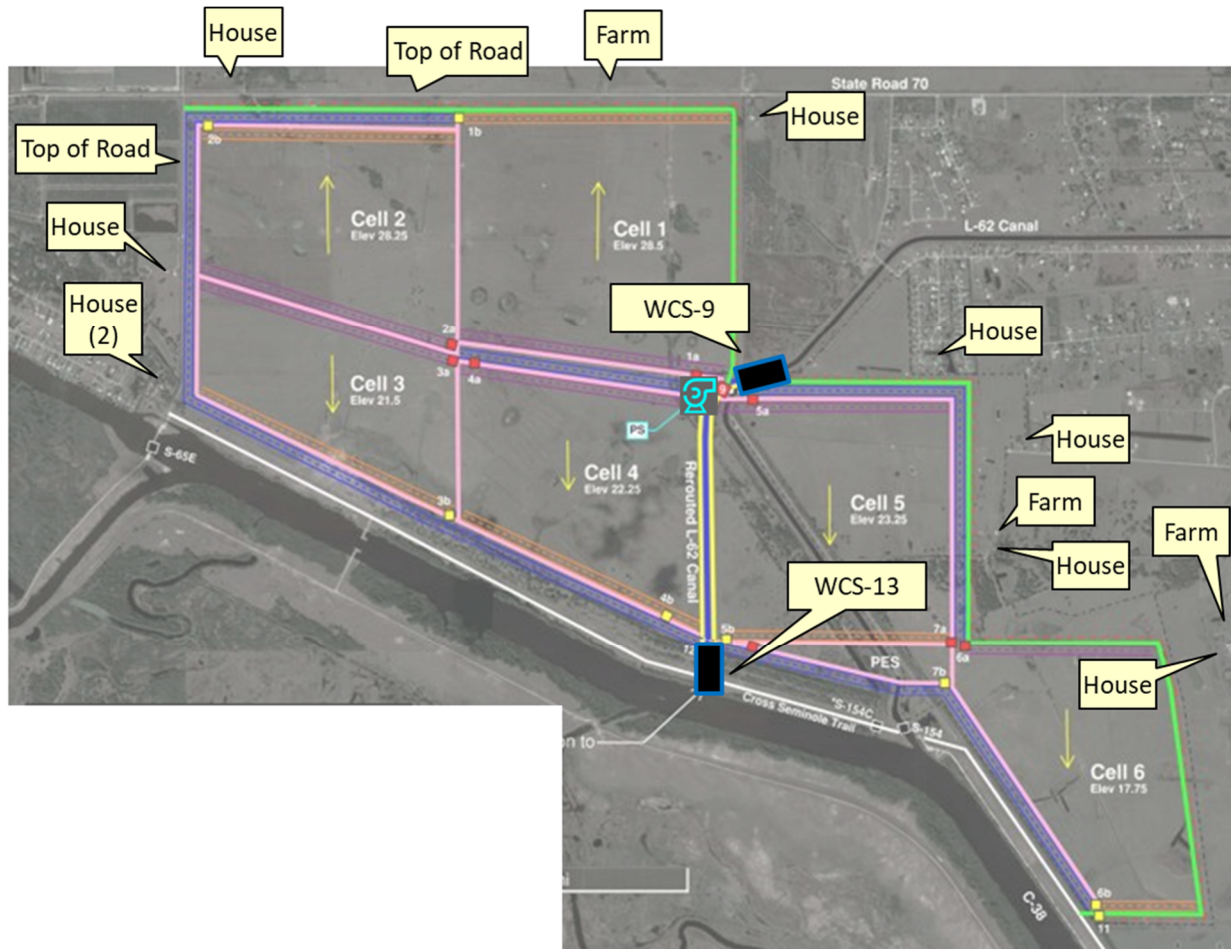 House
Top of Road
Farm
State Road 70
House
Top of Road
2b
1b
Cell 2
Elev 28.25
Cell 1
Elev 28.5
L-62 Canal
House
House
(2)
WCS-9
House
2a
3a
4a
1a
9
5a
Cell 3
Elev 21.5
PS
House
S-65E
Cell 4
Elev 22.25
Rerouted L-62 Canal
Cell 5
Elev 23.25
Farm
House
Farm
3b
WCS-13
4b
5b
12
7a
6a
PES
7b
House
Cross Seminole Trail
*S-154C
S-154
on to
Cell 6
Elev 17.75
C-38
6b
11